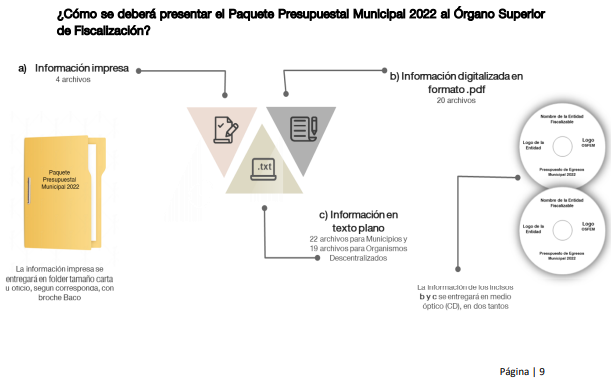 ¿Cómo se deberá presentar el Paquete Presupuestal Municipal 2022 al Órgano Superior
de Fiscalización?
a) Información impresa
4 archivos
b) Información digitalizada en
formato .pdf
20 archivos
.txt
Paquete
Presupuestal
Municipal 2022
c) Información en
texto plano
22 archivos para Municipios y
19 archivos para Organismos
Descentralizados
La información impresa se
entregará en folder tamaño carta
u oficio, según corresponda, con
broche Baco
Nombre de la Entidad
Fiscalizable
Logo de la
Entidad
Logo
OSFEM
Presupuesto de Egresos
Municipal 2022
Nombre de la Entidad
Fiscalizable
Logo de la
Entidad
Logo
OSFEM
Presupuesto de Egresos
Municipal 2022
La información de los incisos
b y c se entregará en medio
óptico (CD), en dos tantos
Página | 9